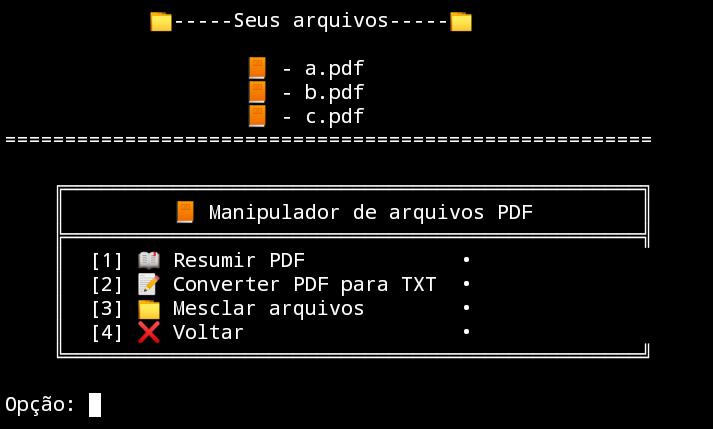 📁-----Seus arquivos-----📁
📙 - a.pdf
📙 - b.pdf
📙 - c.pdf
======================================================
📙 Manipulador de arquivos PDF
[1] 📖 Resumir PDF •
[2] 📝 Converter PDF para TXT •
[3] 📁 Mesclar arquivos •
[4] ❌ Voltar •
Opção: